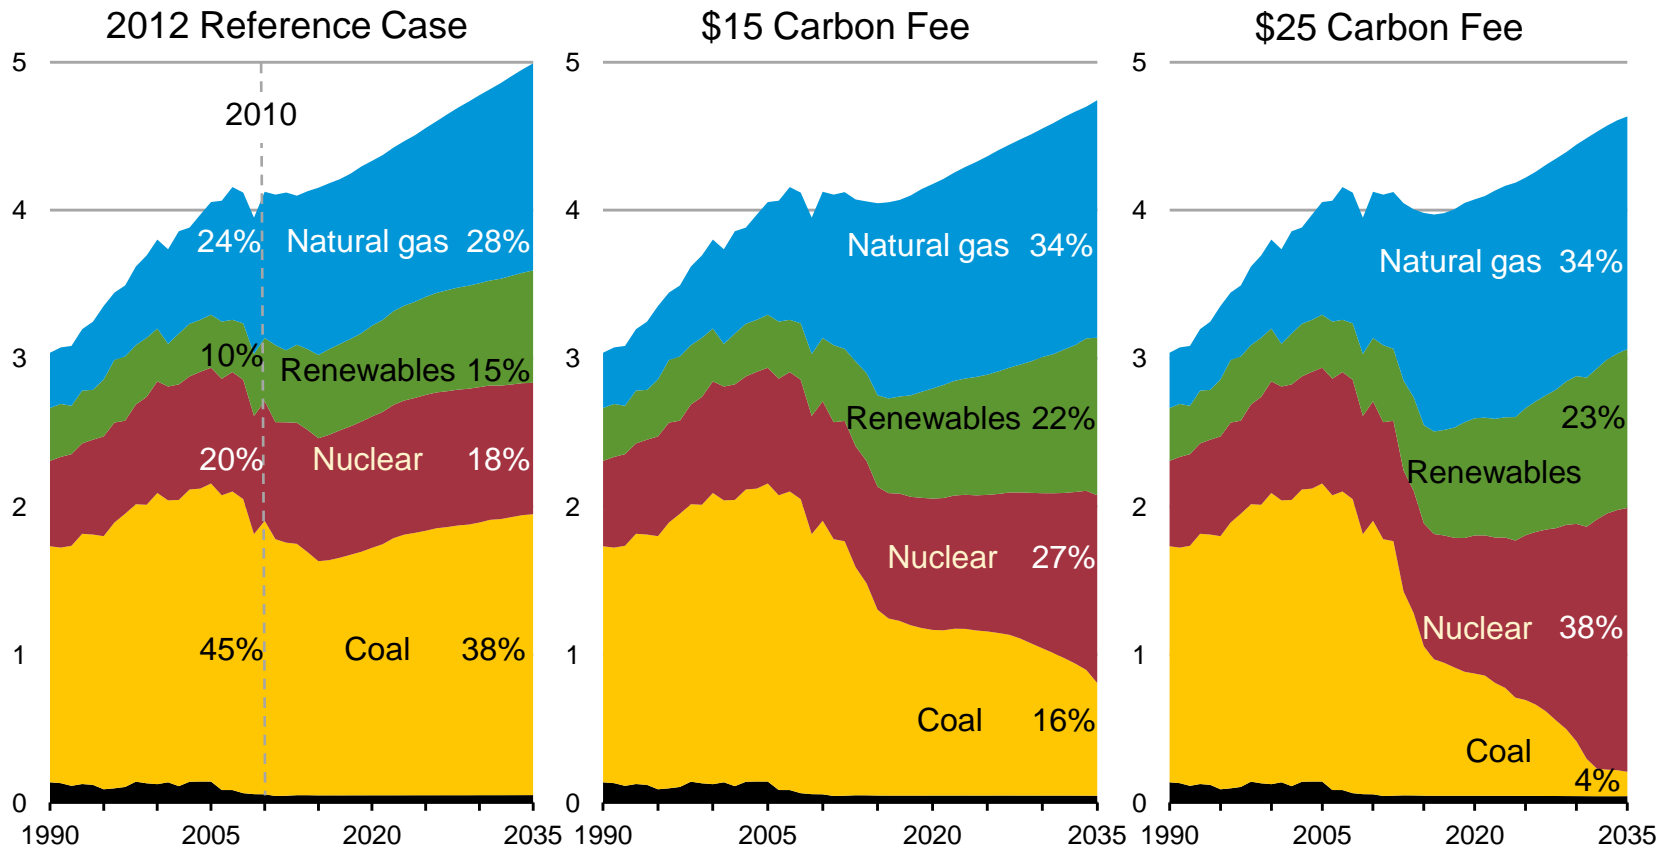 2012 Reference Case
5
2010
4
24% Natural gas 28%
3
10% Renewables 15%
20% Nuclear 18%
2
45% Coal 38%
1
0
1990 2005 2020 2035
$15 Carbon Fee
5
4
Natural gas 34%
3
Renewables 22%
2
Nuclear 27%
1
Coal 16%
0
1990 2005 2020 2035
$25 Carbon Fee
5
4
Natural gas 34%
3
23%
Renewables
2
Nuclear 38%
1
Coal
4%
0
1990 2005 2020 2035